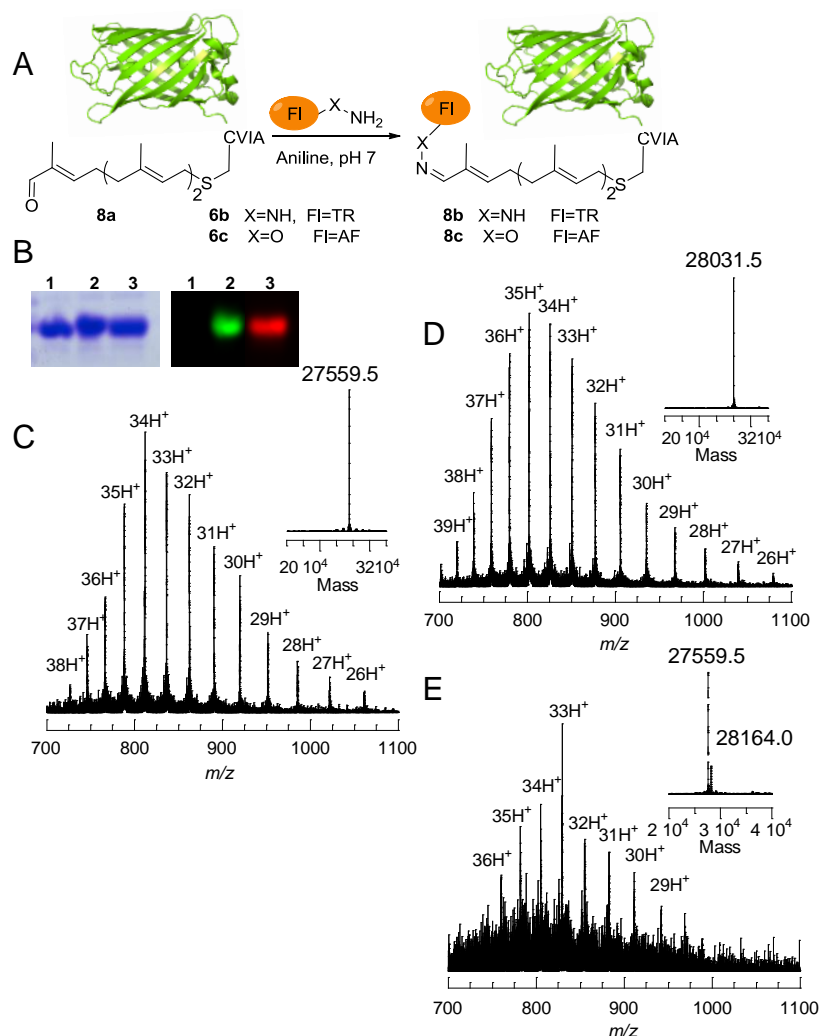 A
FI
X
NH2
Aniline, pH 7
CVIA
O
( )2 S
8a
6b X=NH, FI=TR
6c X=O FI=AF
FI
X
N
CVIA
( )2 S
8b X=NH FI=TR
8c X=O FI=AF
B
1 2 3
1 2 3
C
27559.5
34H+
33H+
35H+
32H+
31H+
36H+
30H+
37H+
29H+
38H+
28H+
27H+
26H+
20 10⁴ 32 10⁴
Mass
700 800 900 1000 1100
m/z
D
28031.5
35H+
34H+
36H+
33H+
32H+
37H+
31H+
38H+
30H+
39H+
29H+
28H+
27H+
26H+
20 10⁴ 32 10⁴
Mass
700 800 900 1000 1100
m/z
E
27559.5
28164.0
33H+
34H+
35H+
32H+
31H+
36H+
30H+
29H+
2 10⁴ 3 10⁴ 4 10⁴
Mass
700 800 900 1000 1100
m/z